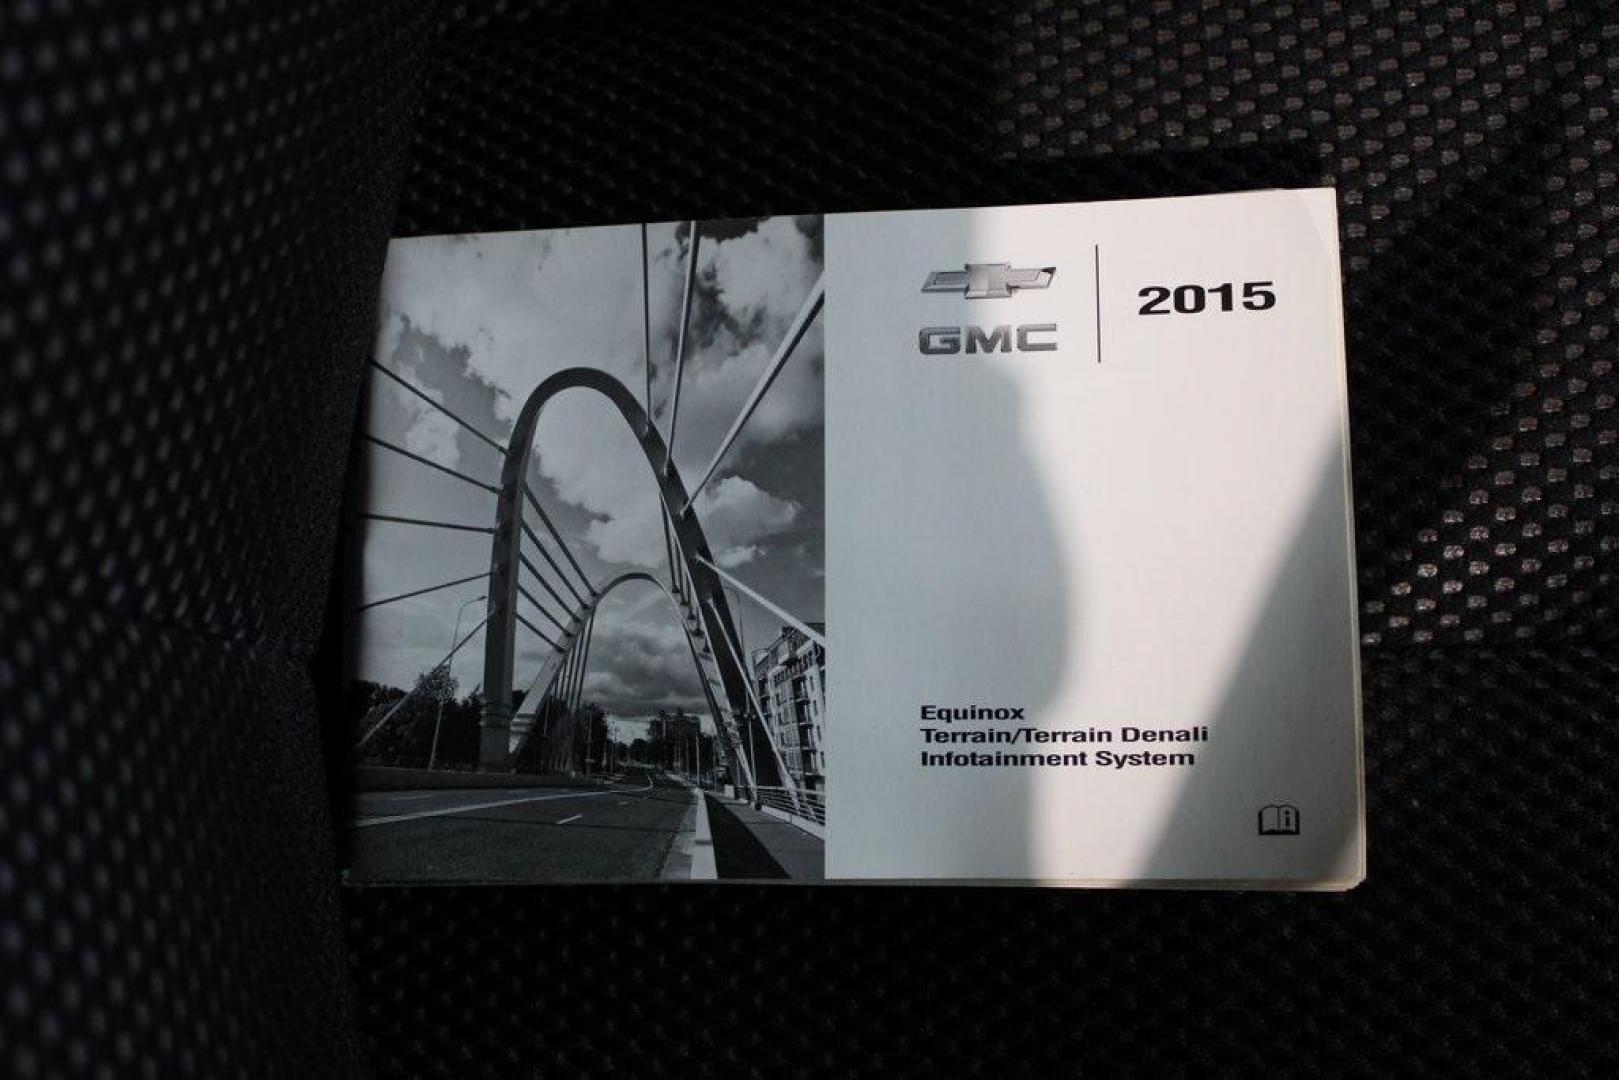 GMC
2015
Equinox
Terrain/Terrain Denali
Infotainment System
i